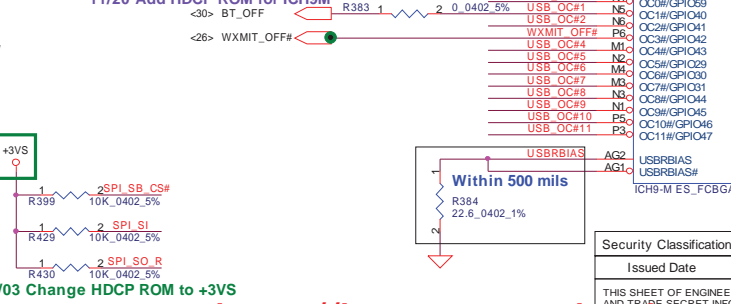 11/20 Add HDCP ROM for ICH9M
<30> BT_OFF R383 1 2 0_0402_5% USB_OC#1 N5 OC1#/GPIO40
OC0#/GPIO59
USB_OC#2 N6 OC2#/GPIO41
<26> WXMIT_OFF# WXMIT_OFF# P6 OC3#/GPIO42
USB_OC#4 M1 OC4#/GPIO43
USB_OC#5 N2 OC5#/GPIO29
USB_OC#6 M4 OC6#/GPIO30
USB_OC#7 M3 OC7#/GPIO31
USB_OC#8 N3 OC8#/GPIO44
USB_OC#9 N1 OC9#/GPIO45
USB_OC#10 P5 OC10#/GPIO46
USB_OC#11 P3 OC11#/GPIO47
USBRBIAS AG2 USBRBIAS
AG1 USBRBIAS#
ICH9-M ES_FCBGA
+3VS
1 2 SPI_SB_CS#
R399 10K_0402_5%
1 2 SPI_SI
R429 10K_0402_5%
1 2 SPI_SO_R
R430 10K_0402_5%
/03 Change HDCP ROM to +3VS
1
Within 500 mils
R384
22.6_0402_1%
2
Security Classification
Issued Date
THIS SHEET OF ENGINEE
AND TRADE SECRET INFO